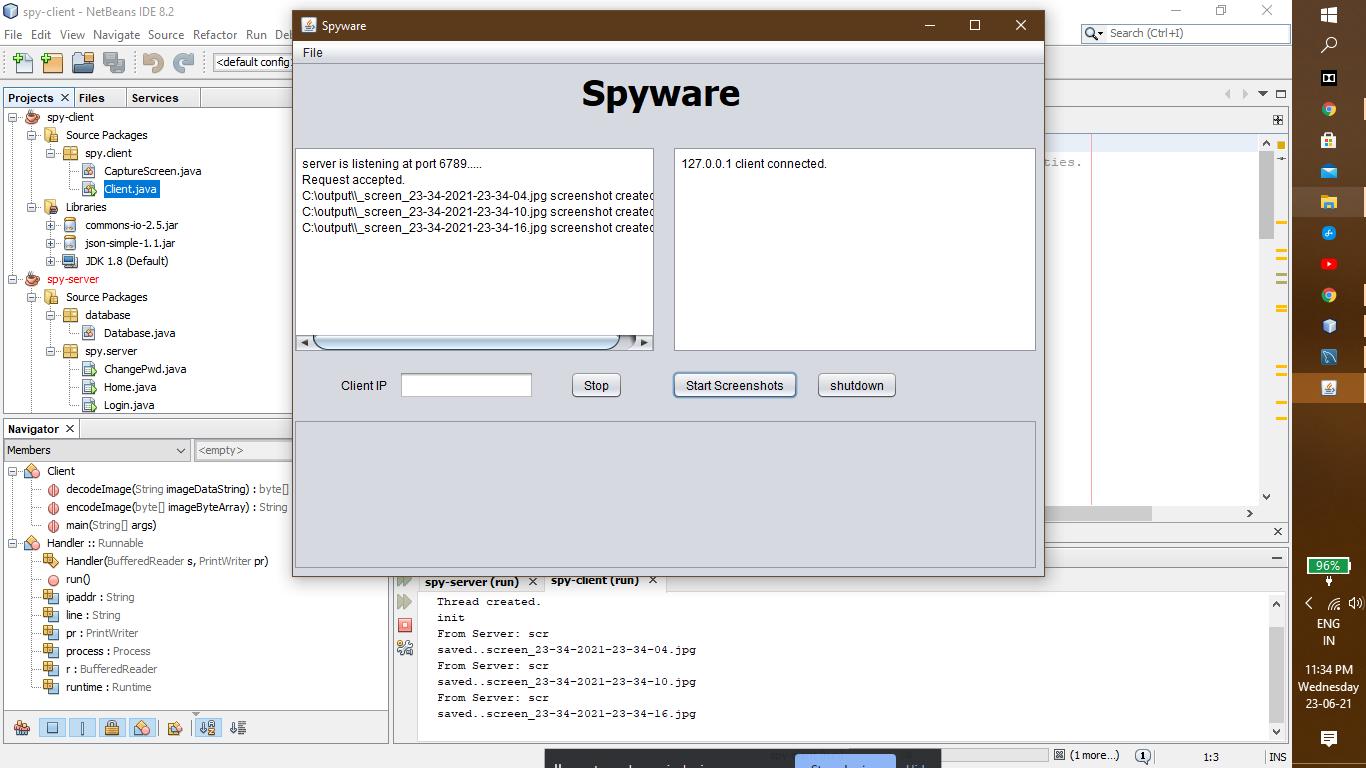 spy-client - NetBeans IDE 8.2
File Edit View Navigate Source Refactor Run
Search (Ctrl+I)
<default config
Projects Files Services
spy-client
Source Packages
spy.client
CaptureScreen.java
Client.java
Libraries
commons-io-2.5.jar
json-simple-1.1.jar
JDK 1.8 (Default)
spy-server
Source Packages
database
Database.java
spy.server
ChangePwd.java
Home.java
Login.java
Navigator
Members
<empty>
Client
decodeImage(String imageDataString) : byte[]
encodeImage(byte[] imageByteArray) : String
main(String[] args)
Handler :: Runnable
Handler(BufferedReader s, PrintWriter pr)
run()
ipaddr : String
line : String
pr : PrintWriter
process : Process
r : BufferedReader
runtime : Runtime
Spyware
File
Spyware
server is listening at port 6789.....
Request accepted.
C:\output\\_screen_23-34-2021-23-34-04.jpg screenshot created
C:\output\\_screen_23-34-2021-23-34-10.jpg screenshot created
C:\output\\_screen_23-34-2021-23-34-16.jpg screenshot created
127.0.0.1 client connected.
Client IP
Stop
Start Screenshots
shutdown
ties.
spy-server (run) spy-client (run)
Thread created.
init
From Server: scr
saved..screen_23-34-2021-23-34-04.jpg
From Server: scr
saved..screen_23-34-2021-23-34-10.jpg
From Server: scr
saved..screen_23-34-2021-23-34-16.jpg
(1 more...)
1
1:3
INS
96%
ENG
IN
11:34 PM
Wednesday
23-06-21